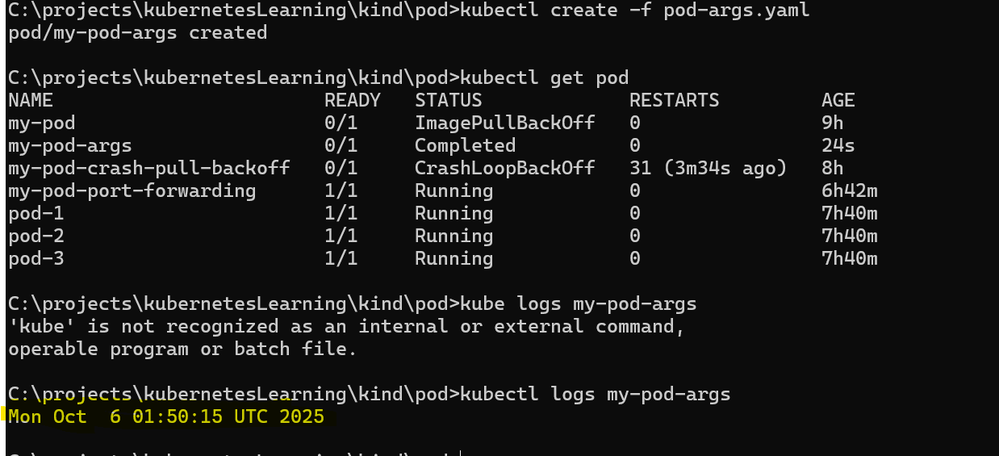 C:\projects\kubernetesLearning\kind\pod>kubectl create -f pod-args.yaml
pod/my-pod-args created
C:\projects\kubernetesLearning\kind\pod>kubectl get pod
NAME READY STATUS RESTARTS AGE
my-pod 0/1 ImagePullBackOff 0 9h
my-pod-args 0/1 Completed 0 24s
my-pod-crash-pull-backoff 0/1 CrashLoopBackOff 31 (3m34s ago) 8h
my-pod-port-forwarding 1/1 Running 0 6h42m
pod-1 1/1 Running 0 7h40m
pod-2 1/1 Running 0 7h40m
pod-3 1/1 Running 0 7h40m
C:\projects\kubernetesLearning\kind\pod>kube logs my-pod-args
'kube' is not recognized as an internal or external command,
operable program or batch file.
C:\projects\kubernetesLearning\kind\pod>kubectl logs my-pod-args
Mon Oct  6 01:50:15 UTC 2025